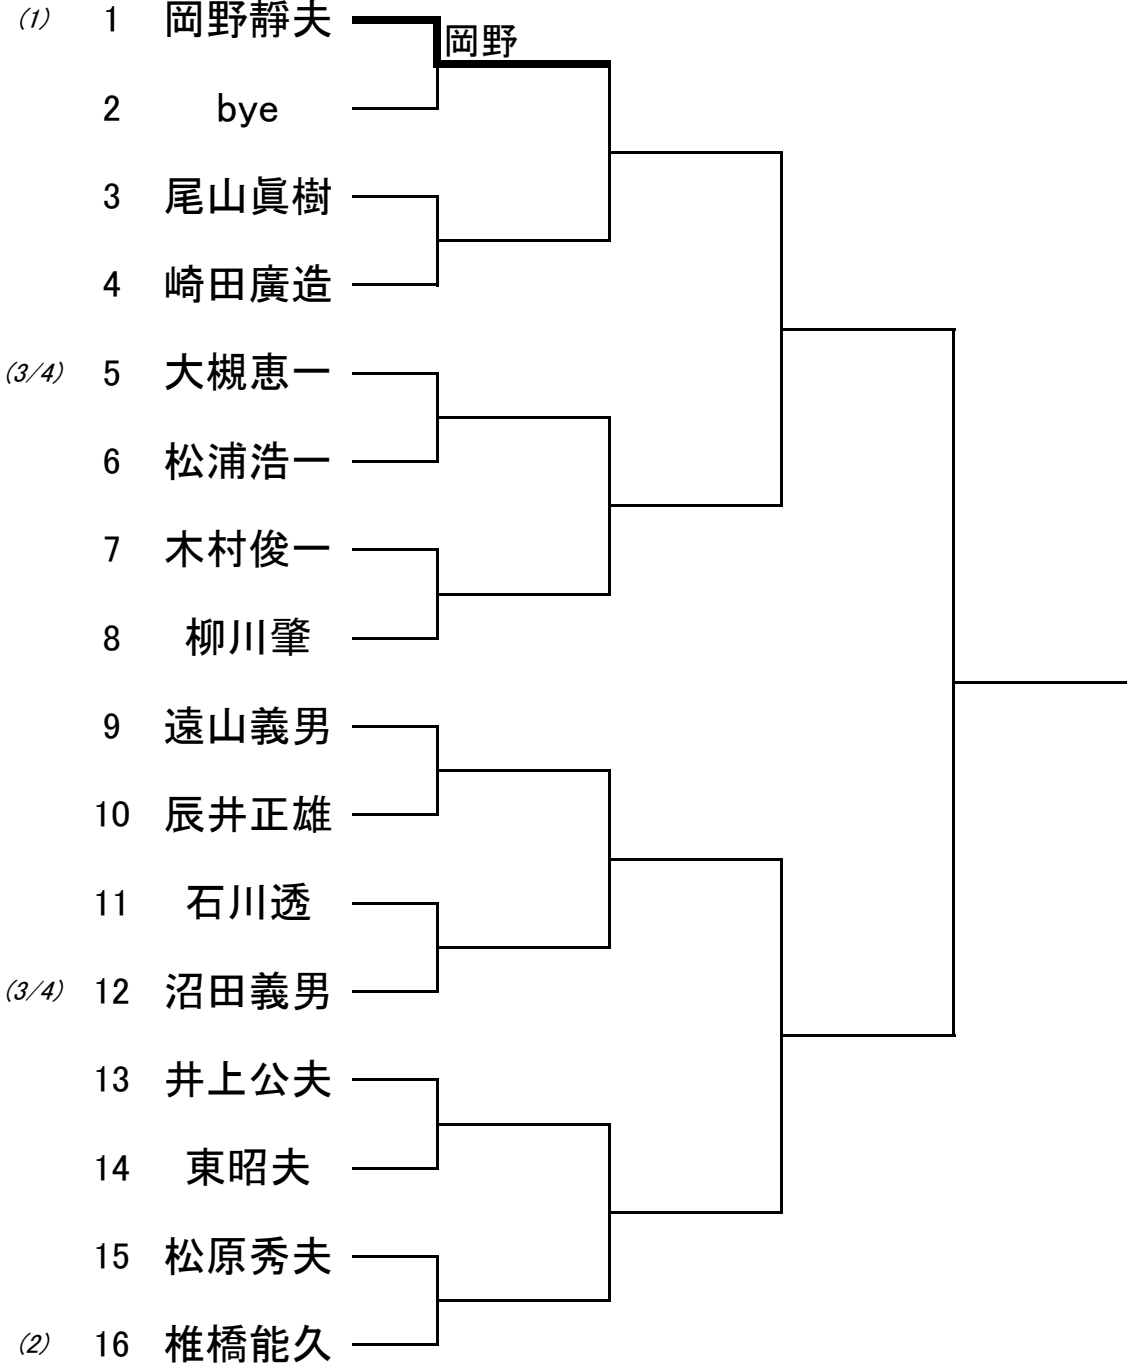 (1) 1 岡野靜夫
岡野
2 bye
3 尾山眞樹
4 崎田廣造
(3/4) 5 大槻恵一
6 松浦浩一
7 木村俊一
8 柳川肇
9 遠山義男
10 辰井正雄
11 石川透
(3/4) 12 沼田義男
13 井上公夫
14 東昭夫
15 松原秀夫
(2) 16 椎橋能久